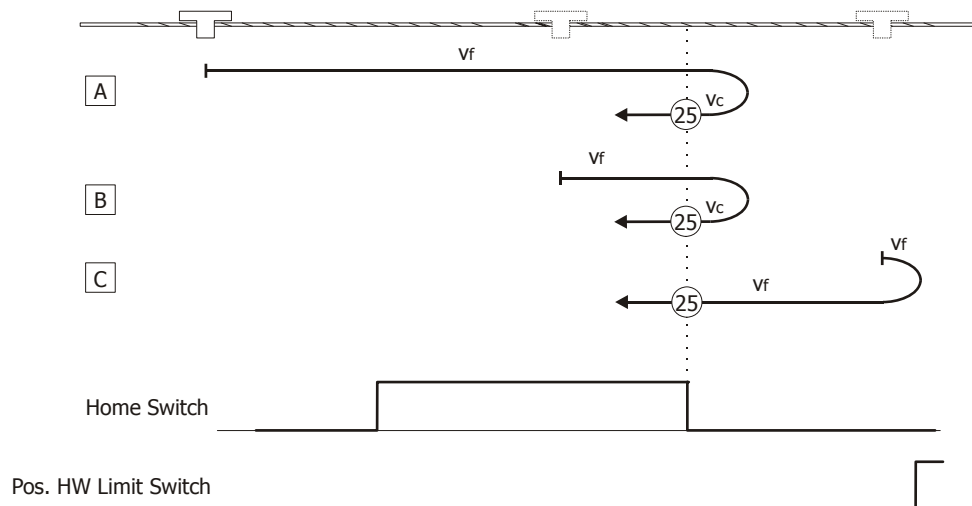 Vf
A
Vc
25
Vf
B
Vc
25
Vf
C
Vf
25
Home Switch
Pos. HW Limit Switch